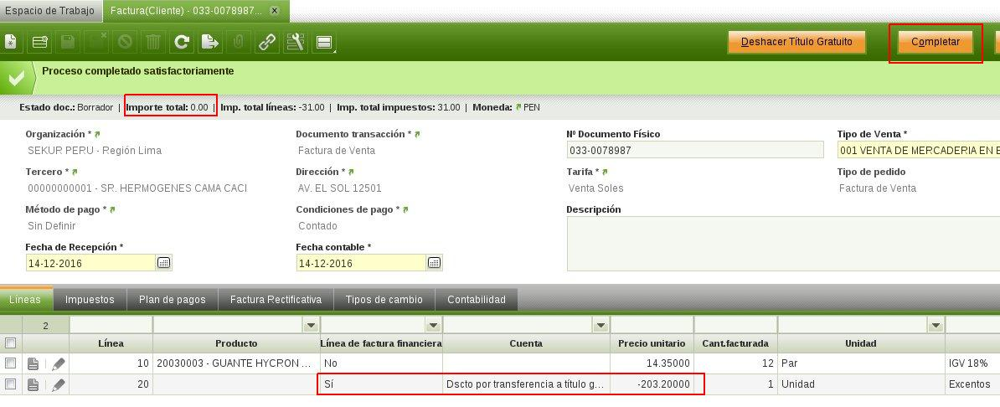 Espacio de Trabajo Factura(Cliente) - 033-0078987...
Deshacer Título Gratuito Completar
Proceso completado satisfactoriamente
Estado doc.: Borrador | Importe total: 0.00 | Imp. total líneas: -31.00 | Imp. total impuestos: 31.00 | Moneda: PEN
Organización * Documento transacción * Nº Documento Físico Tipo de Venta *
SEKUR PERU - Región Lima Factura de Venta 033-0078987 001 VENTA DE MERCADERIA EN
Tercero * Dirección * Tarifa * Tipo de pedido
00000000001 - SR. HERMOGENES CAMA CACI AV. EL SOL 12501 Venta Soles Factura de Venta
Método de pago * Condiciones de pago * Descripción
Sin Definir Contado
Fecha de Recepción * Fecha contable *
14-12-2016 14-12-2016
Líneas Impuestos Plan de pagos Factura Rectificativa Tipos de cambio Contabilidad
2
Línea Producto Línea de factura financiera Cuenta Precio unitario Cant.facturada Unidad
10 20030003 - GUANTE HYCRON ... No 14.35000 12 Par IGV 18%
20 Sí Dscto por transferencia a título g... -203.20000 1 Unidad Excentos